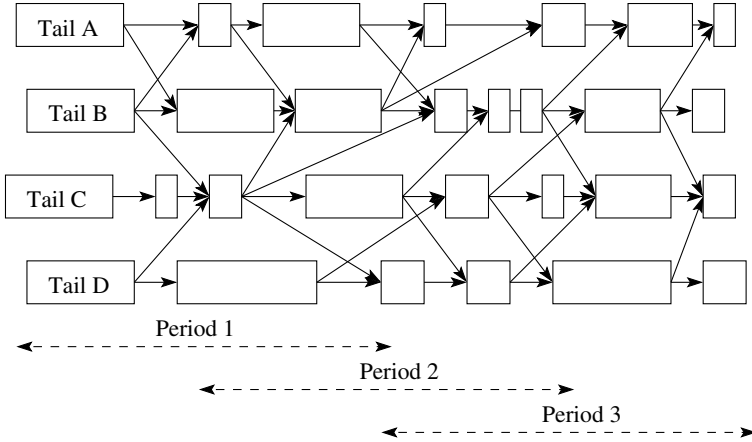 Tail A
Tail B
Tail C
Tail D
Period 1
Period 2
Period 3